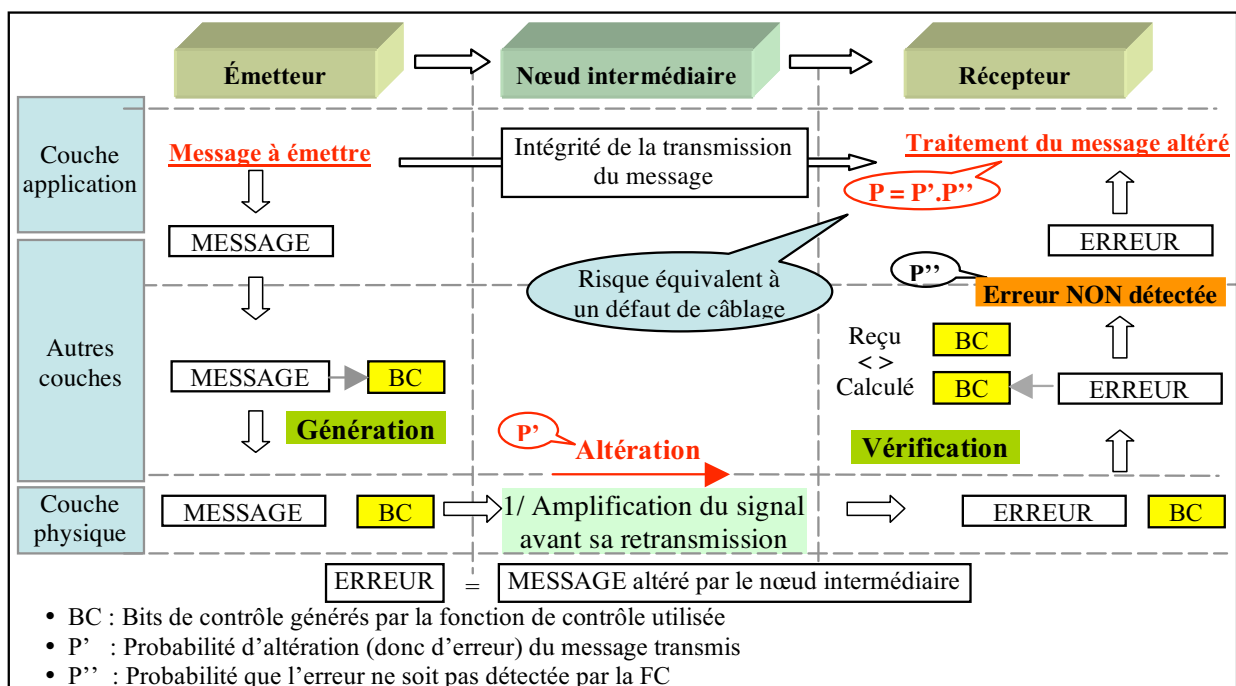 Émetteur
Nœud intermédiaire
Récepteur
Couche
application
Message à émettre
Intégrité de la transmission
du message
Traitement du message altéré
P = P'.P''
MESSAGE
ERREUR
Risque équivalent à
un défaut de câblage
P''
Erreur NON détectée
Autres
couches
MESSAGE
BC
Reçu
< >
Calculé
BC
BC
ERREUR
Génération
P'
Altération
Vérification
Couche
physique
MESSAGE
BC
1/ Amplification du signal
avant sa retransmission
ERREUR
BC
ERREUR = MESSAGE altéré par le nœud intermédiaire
• BC : Bits de contrôle générés par la fonction de contrôle utilisée
• P' : Probabilité d'altération (donc d'erreur) du message transmis
• P'' : Probabilité que l'erreur ne soit pas détectée par la FC